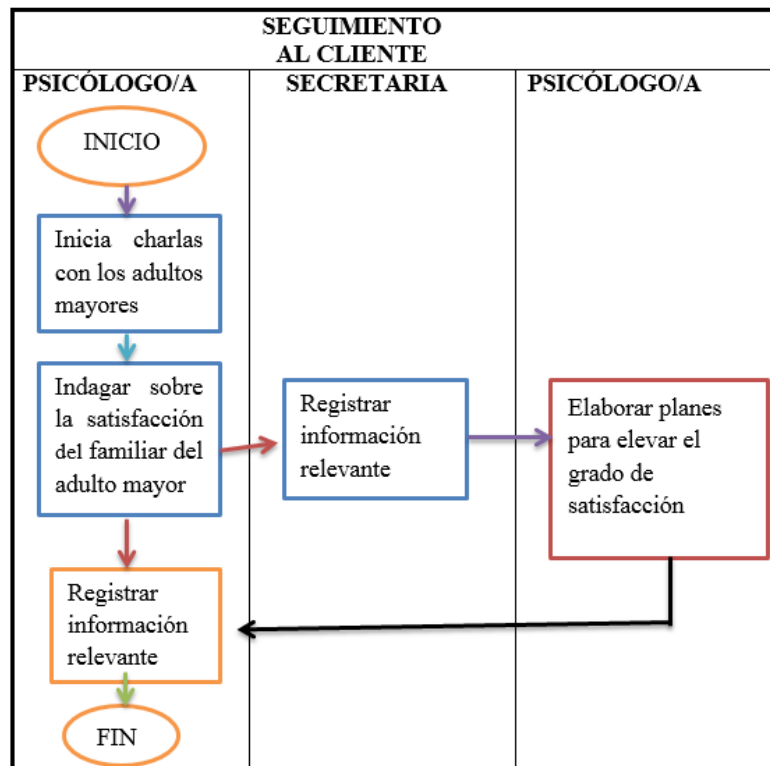 SEGUIMIENTO
AL CLIENTE
PSICÓLOGO/A
SECRETARIA
PSICÓLOGO/A
INICIO
Inicia charlas
con los adultos
mayores
Indagar sobre
la satisfacción
del familiar del
adulto mayor
Registrar
información
relevante
Elaborar planes
para elevar el
grado de
satisfacción
Registrar
información
relevante
FIN